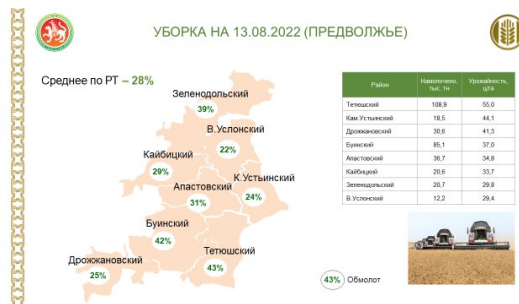 УБОРКА НА 13.08.2022 (ПРЕДВОЛЖЬЕ)
Среднее по РТ – 28%
Зеленодольский
39%
В.Услонский
22%
Кайбицкий
29%
К.Устьинский
24%
Апастовский
31%
Буинский
42%
Тетюшский
43%
Дрожжановский
25%
43% Обмолот
Район Намолочено, тыс. тн Урожайность, ц/га
Тетюшский 108,9 55,0
Кам.Устьинский 18,5 44,1
Дрожжановский 30,6 41,3
Буинский 85,1 37,0
Апастовский 36,7 34,8
Кайбицкий 20,6 33,7
Зеленодольский 20,7 29,8
В.Услонский 12,2 29,4